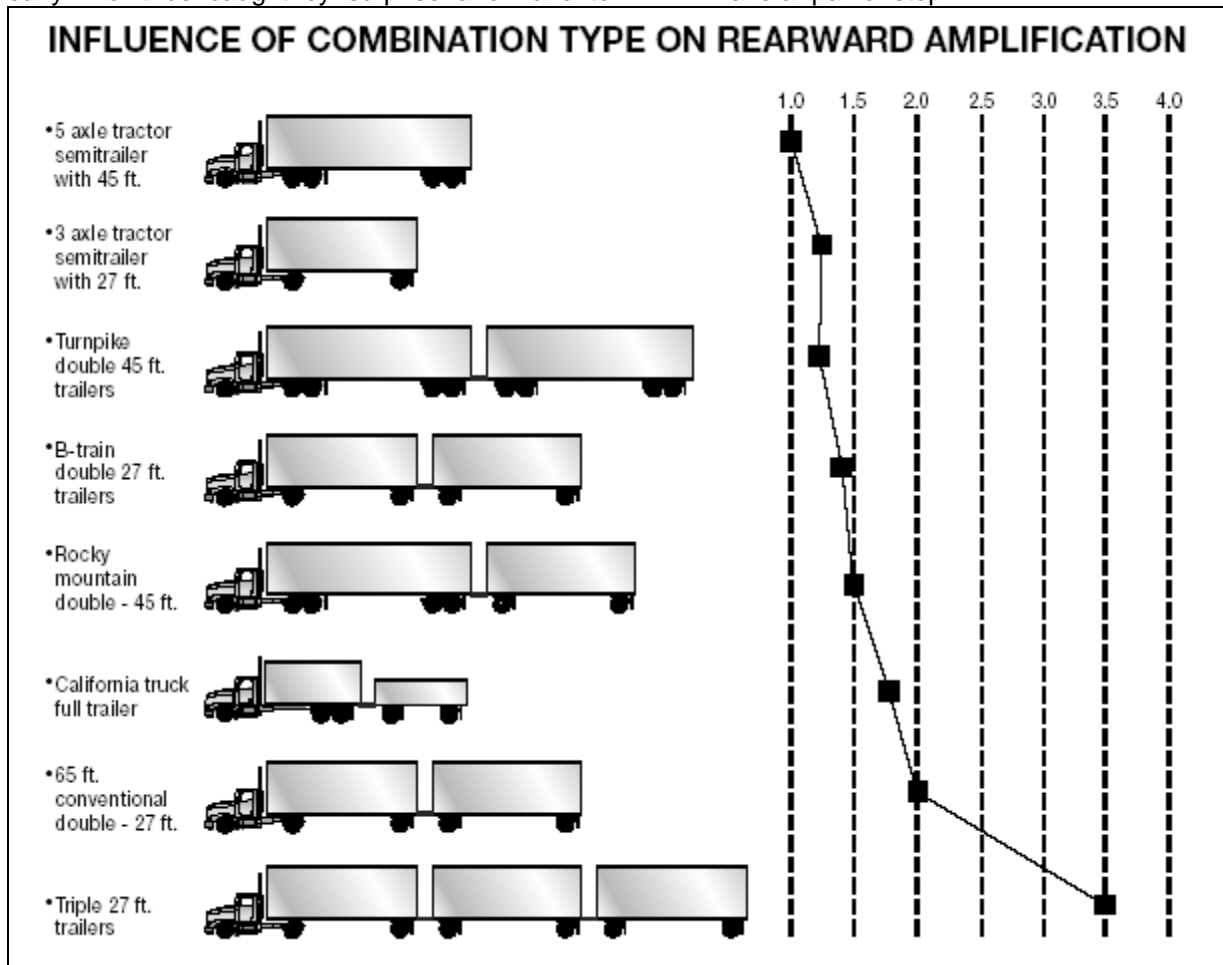 INFLUENCE OF COMBINATION TYPE ON REARWARD AMPLIFICATION
1.0 1.5 2.0 2.5 3.0 3.5 4.0
•5 axle tractor
semitrailer
with 45 ft.
•3 axle tractor
semitrailer
with 27 ft.
•Turnpike
double 45 ft.
trailers
•B-train
double 27 ft.
trailers
•Rocky
mountain
double - 45 ft.
•California truck
full trailer
•65 ft.
conventional
double - 27 ft.
•Triple 27 ft.
trailers